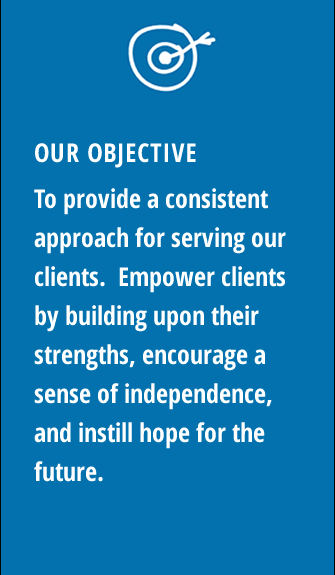 OUR OBJECTIVE
To provide a consistent
approach for serving our
clients.  Empower clients
by building upon their
strengths, encourage a
sense of independence,
and instill hope for the
future.